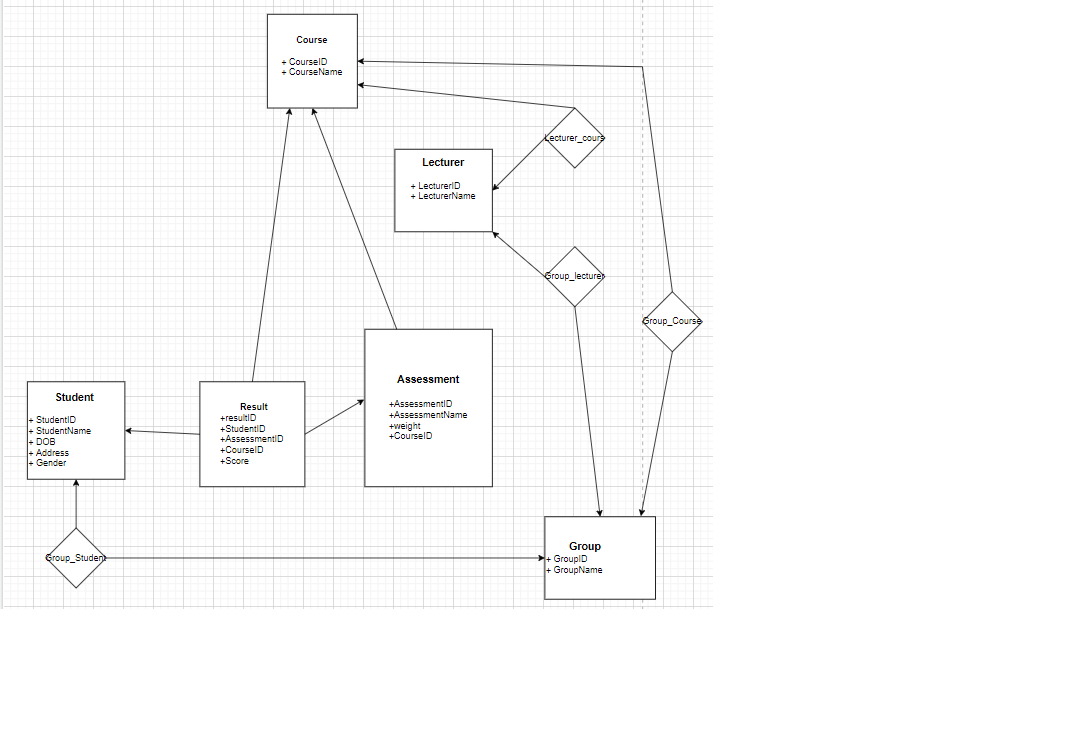 Course
+ CourseID
+ CourseName
Lecturer_cours
Lecturer
+ LecturerID
+ LecturerName
Group_lecturer
Group_Course
Assessment
+AssessmentID
+AssessmentName
+weight
+CourseID
Student
+ StudentID
+ StudentName
+ DOB
+ Address
+ Gender
Result
+resultID
+StudentID
+AssessmentID
+CourseID
+Score
Group_Student
Group
+ GroupID
+ GroupName